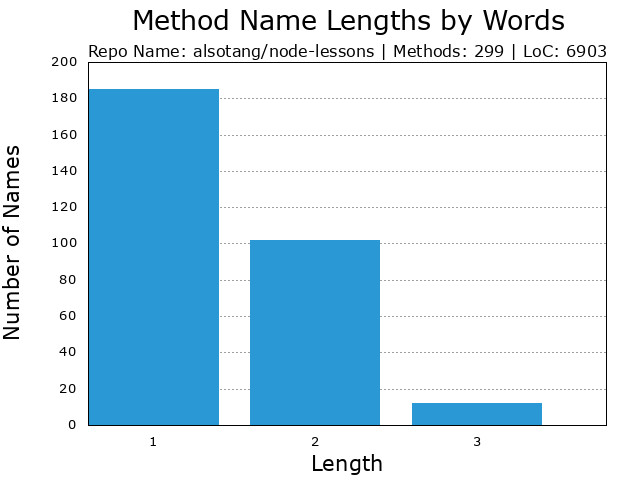 Method Name Lengths by Words
Repo Name: alsotang/node-lessons | Methods: 299 | LoC: 6903
Number of Names
200
180
160
140
120
100
80
60
40
20
0
1 2 3
Length